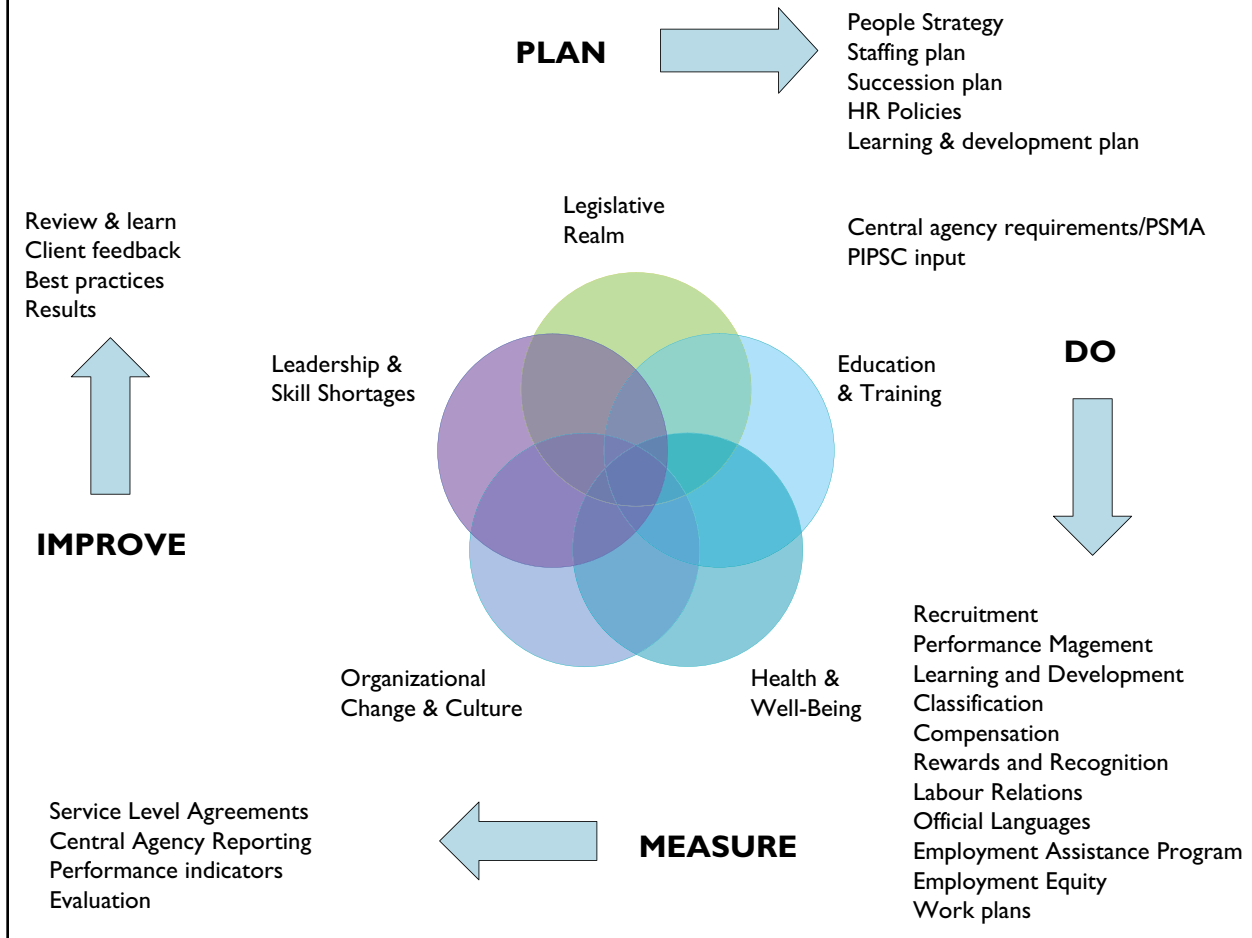 PLAN
People Strategy
Staffing plan
Succession plan
HR Policies
Learning & development plan
Central agency requirements/PSMA
PIPSC input
DO
Recruitment
Performance Magement
Learning and Development
Classification
Compensation
Rewards and Recognition
Labour Relations
Official Languages
Employment Assistance Program
Employment Equity
Work plans
MEASURE
Service Level Agreements
Central Agency Reporting
Performance indicators
Evaluation
IMPROVE
Review & learn
Client feedback
Best practices
Results
Legislative
Realm
Education
& Training
Health &
Well-Being
Organizational
Change & Culture
Leadership &
Skill Shortages